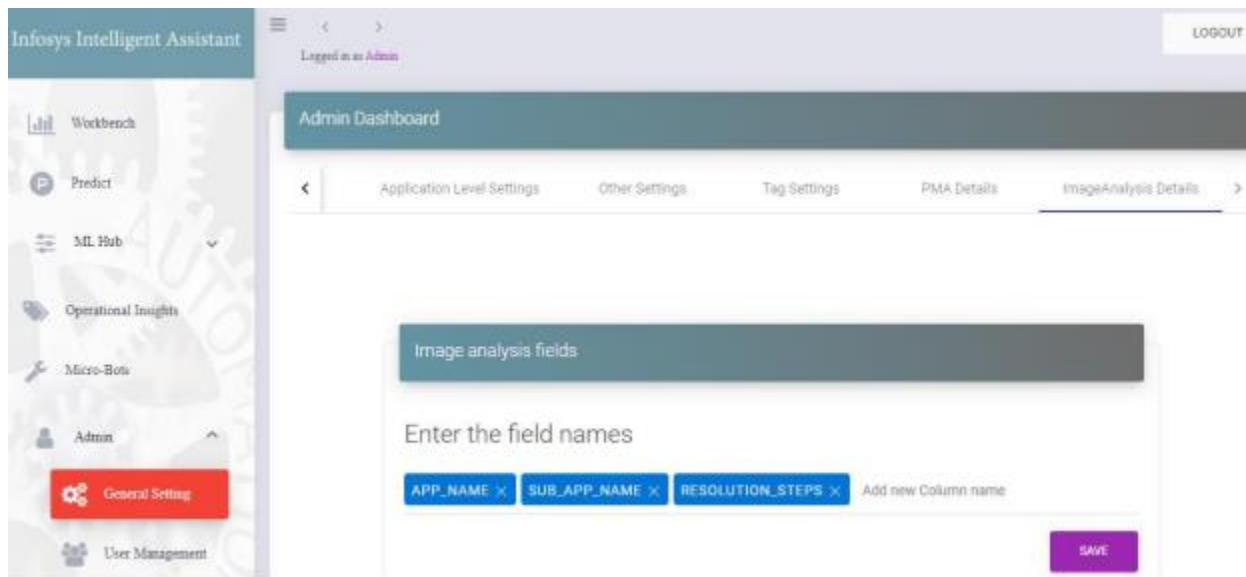 Infosys Intelligent Assistant
LOGOUT
Logged in as Admin
Workbench
Predict
ML Hub
Operational Insights
Micro-Bots
Admin
General Setting
User Management
Admin Dashboard
Application Level Settings Other Settings Tag Settings PMA Details ImageAnalysis Details
Image analysis fields
Enter the field names
APP_NAME × SUB_APP_NAME × RESOLUTION_STEPS × Add new Column name
SAVE